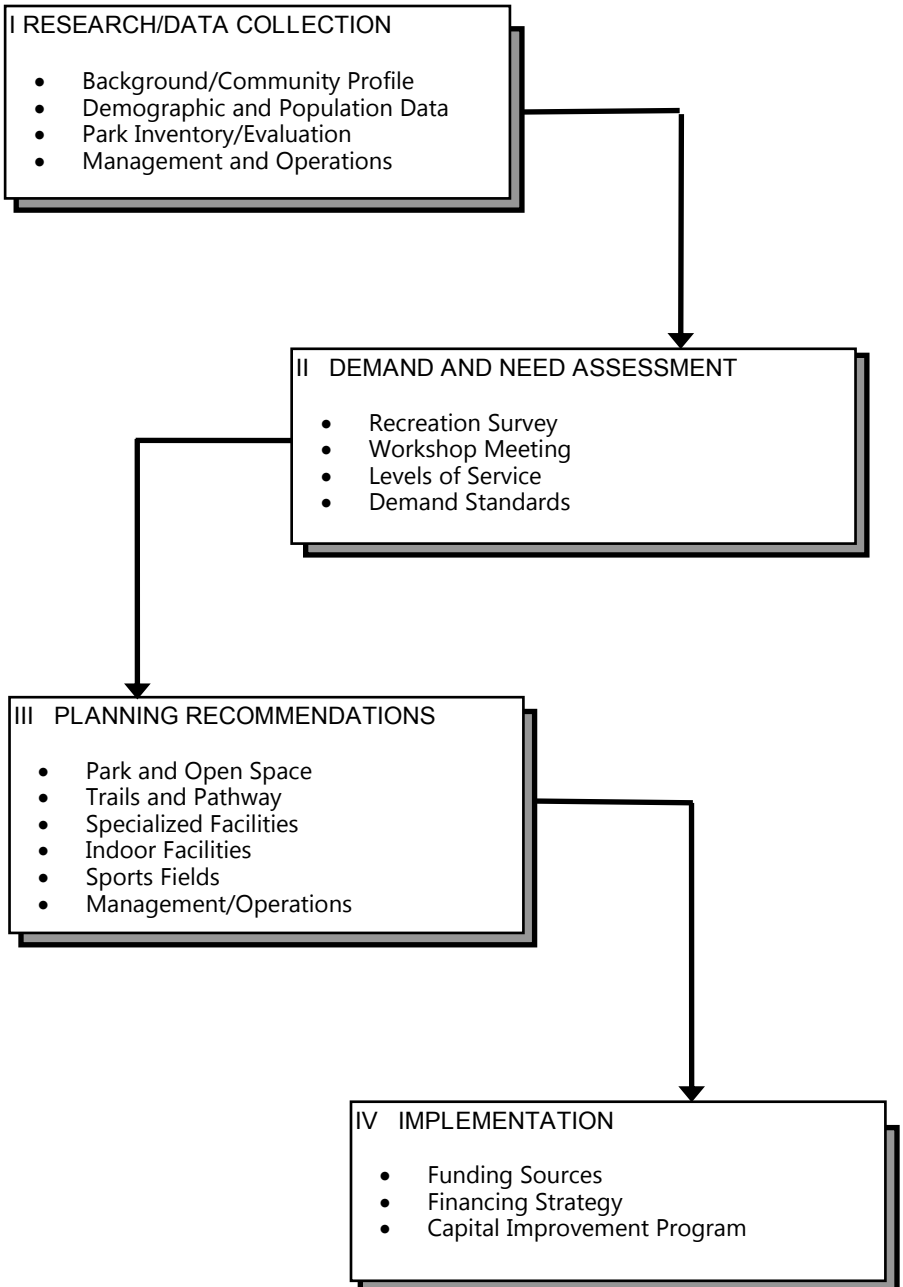 I RESEARCH/DATA COLLECTION
• Background/Community Profile
• Demographic and Population Data
• Park Inventory/Evaluation
• Management and Operations
II DEMAND AND NEED ASSESSMENT
• Recreation Survey
• Workshop Meeting
• Levels of Service
• Demand Standards
III PLANNING RECOMMENDATIONS
• Park and Open Space
• Trails and Pathway
• Specialized Facilities
• Indoor Facilities
• Sports Fields
• Management/Operations
IV IMPLEMENTATION
• Funding Sources
• Financing Strategy
• Capital Improvement Program